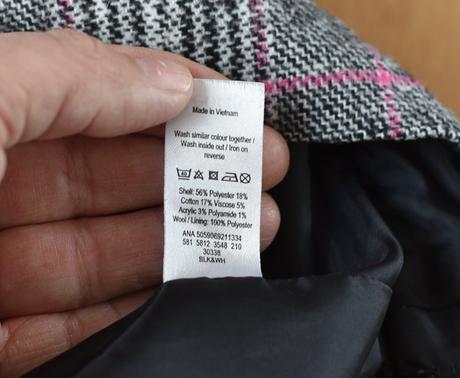 Made in Vietnam
Wash similar colour together /
Wash inside out / Iron on
reverse
40
Shell: 56% Polyester 18%
Cotton 17% Viscose 5%
Acrylic 3% Polyamide 1%
Wool / Lining: 100% Polyester
ANA 5059069211334
581 5812 3548 210
30338
BLK&WH